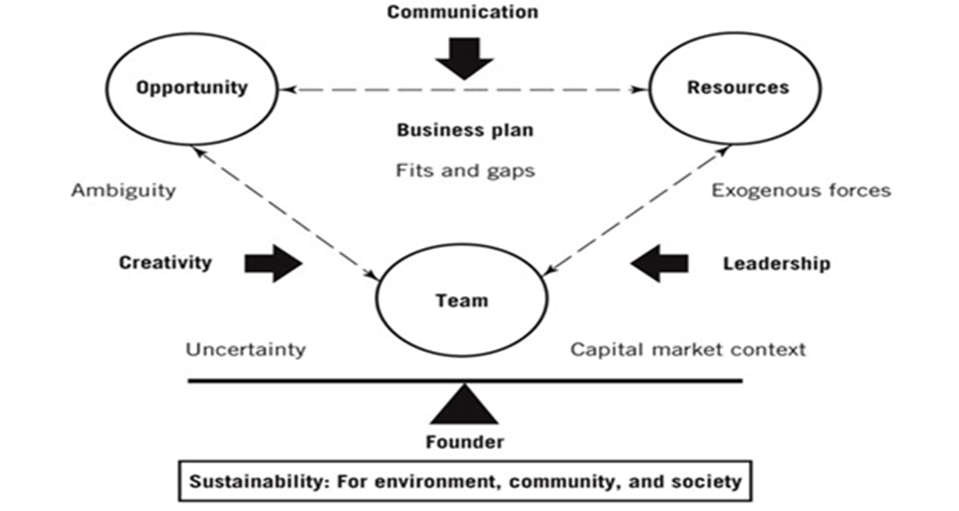 Communication
Opportunity
Resources
Business plan
Fits and gaps
Ambiguity
Exogenous forces
Creativity
Leadership
Team
Uncertainty
Capital market context
Founder
Sustainability: For environment, community, and society